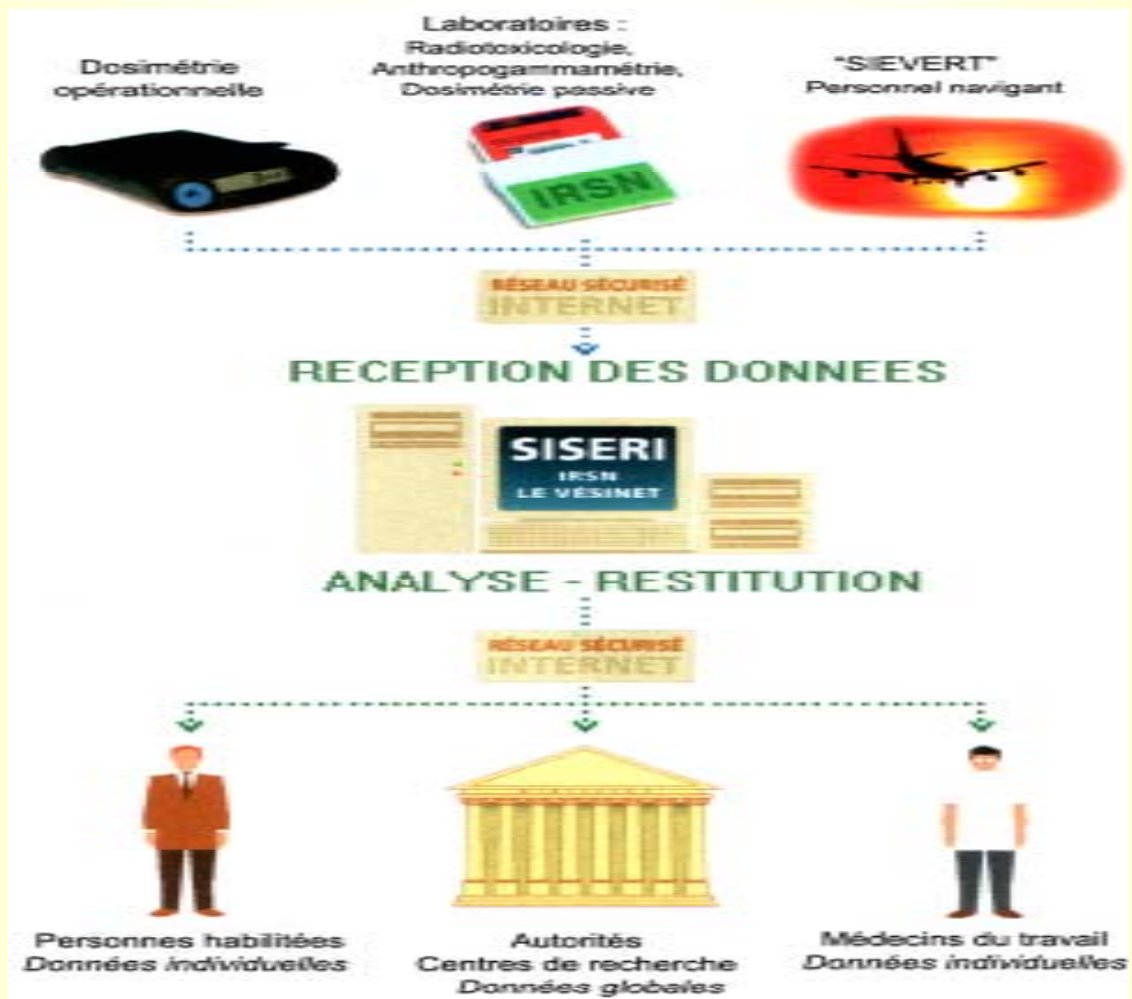 Dosimétrie
opérationnelle
Laboratoires :
Radiotoxicologie,
Anthropogammamétrie,
Dosimétrie passive
"SIEVERT"
Personnel navigant
IRSN
RÉSEAU SÉCURISÉ
INTERNET
RECEPTION DES DONNEES
SISERI
IRSN
LE VÉSINET
ANALYSE - RESTITUTION
RÉSEAU SÉCURISÉ
INTERNET
Personnes habilitées
Données individuelles
Autorités
Centres de recherche
Données globales
Médecins du travail
Données individuelles